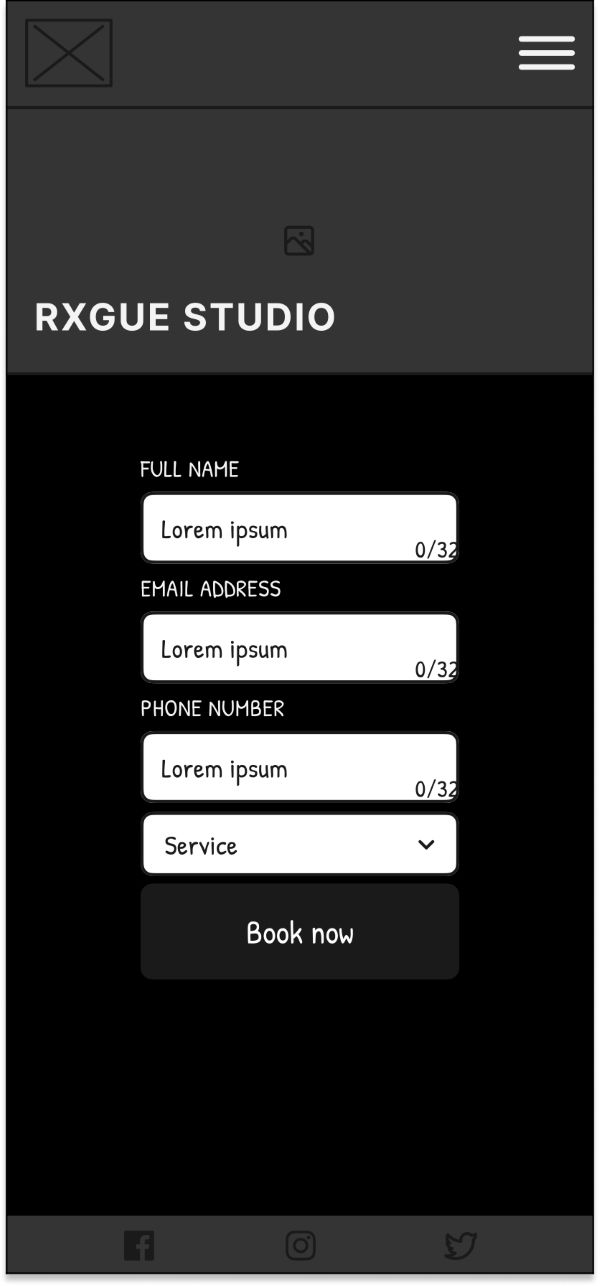 RXGUE STUDIO
FULL NAME
Lorem ipsum
0/32
EMAIL ADDRESS
Lorem ipsum
0/32
PHONE NUMBER
Lorem ipsum
0/32
Service
Book now